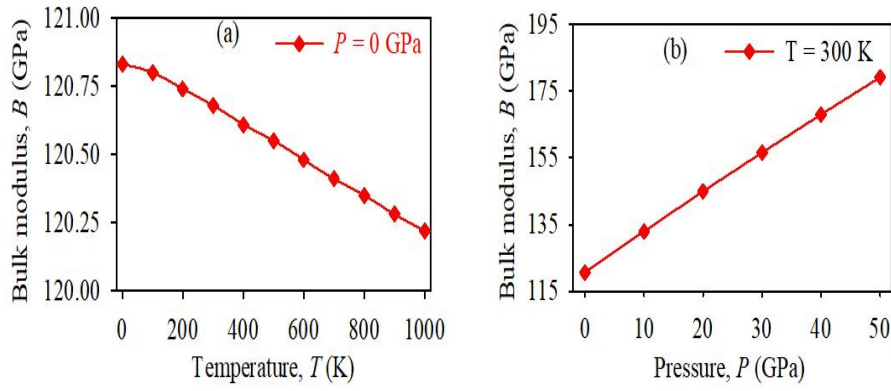 (a)
P = 0 GPa
Bulk modulus, B (GPa)
121.00
120.75
120.50
120.25
120.00
0 200 400 600 800 1000
Temperature, T (K)
(b)
T = 300 K
Bulk modulus, B (GPa)
195
175
155
135
115
0 10 20 30 40 50
Pressure, P (GPa)